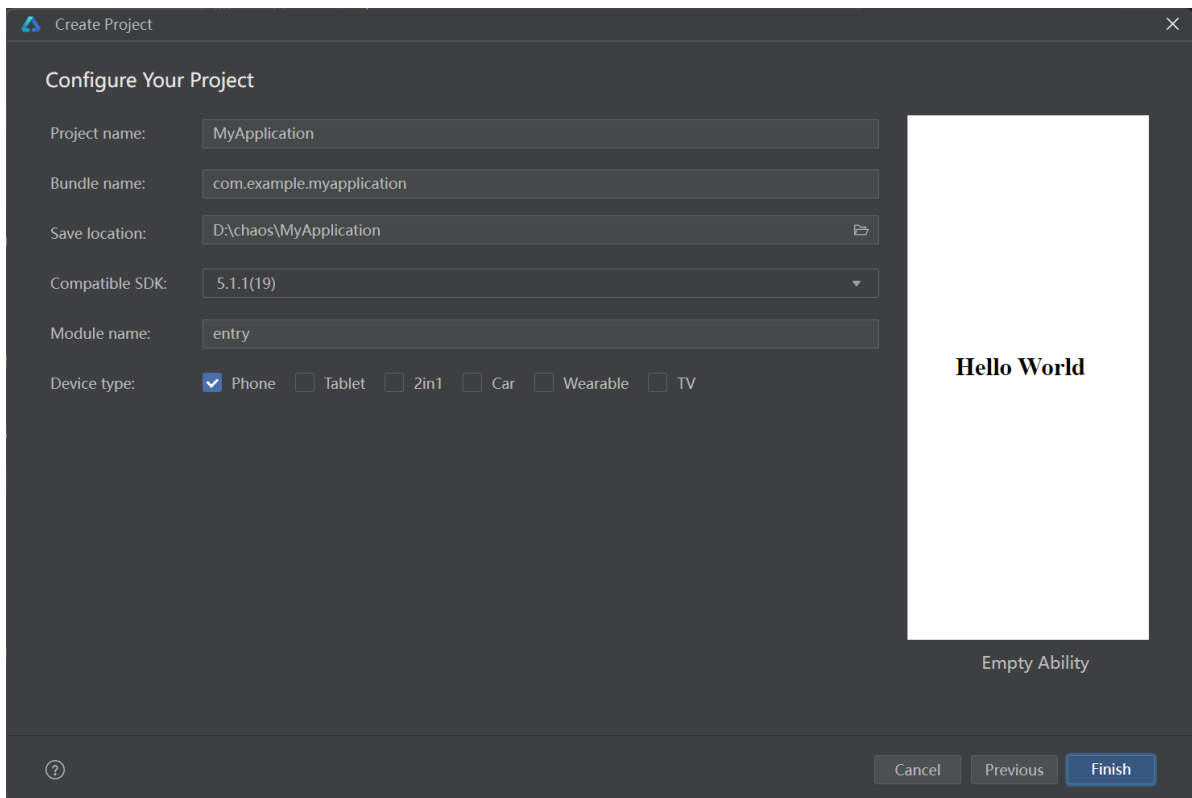 Create Project
Configure Your Project
Project name: MyApplication
Bundle name: com.example.myapplication
Save location: D:\chaos\MyApplication
Compatible SDK: 5.1.1(19)
Module name: entry
Device type: Phone Tablet 2in1 Car Wearable TV
Hello World
Empty Ability
? Cancel Previous Finish